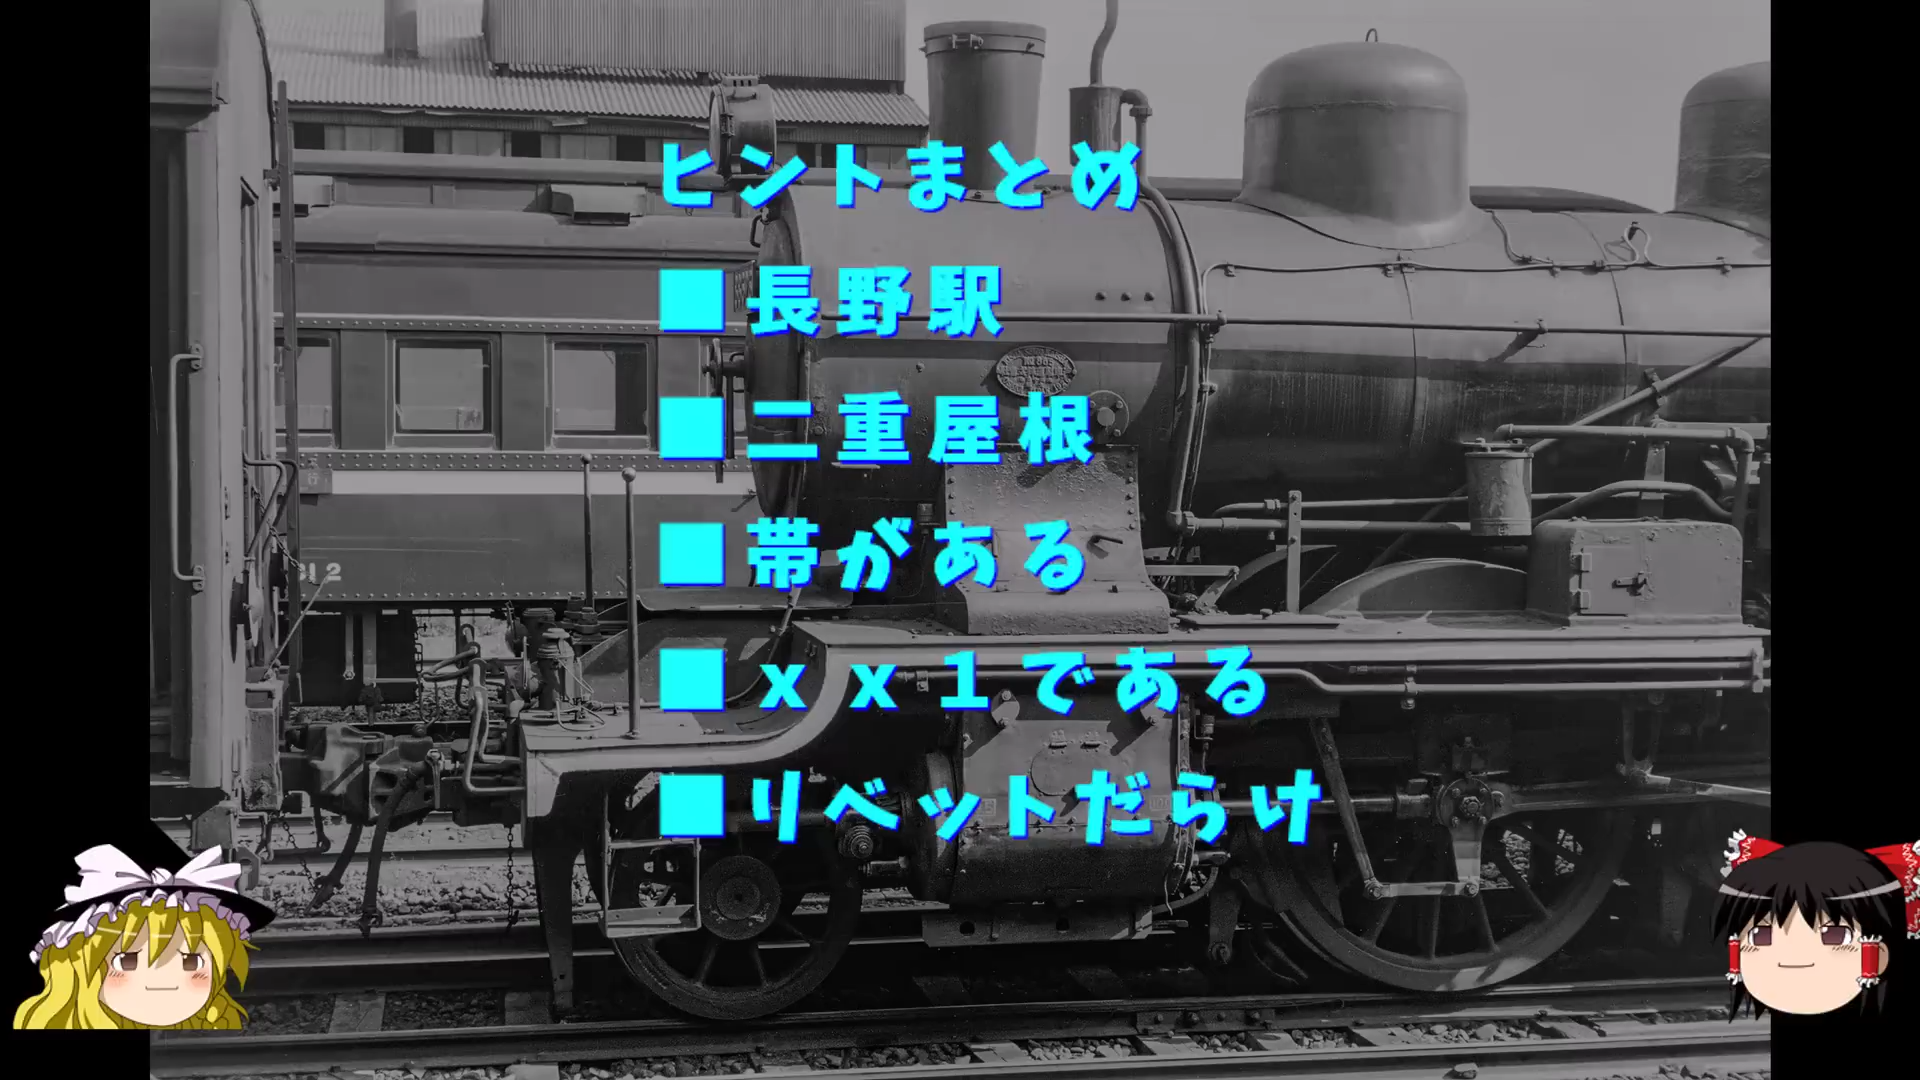 ヒントまとめ
■長野駅
■二重屋根
■帯がある
■ｘｘ１である
■リベットだらけ